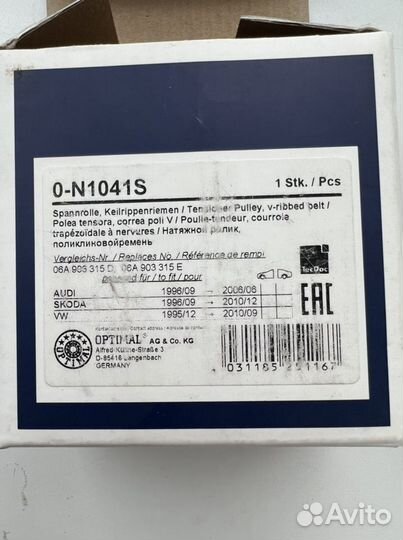 0-N1041S 1 Stk. / Pcs
Spannrolle, Keilrippenriemen / Tensioner Pulley, v-ribbed belt /
Polea tensora, correa poli V / Poulie-tendeur, courroie
trapézoïdale à nervures / Натяжной ролик,
поликлиновойремень
Vergleichs-Nr. / Replaces No. / Référence de rempl.
06A 903 315 D, 06A 903 315 E
passend für / to fit / pour
TecDoc
AUDI 1996/09 → 2006/06
SKODA 1996/09 → 2010/12
VW 1995/12 → 2010/09
EAC
OPTIMAL
OPTIMAL® AG & Co. KG
Alfred-Kühne-Straße 3
D-85416 Langenbach
GERMANY
Avito